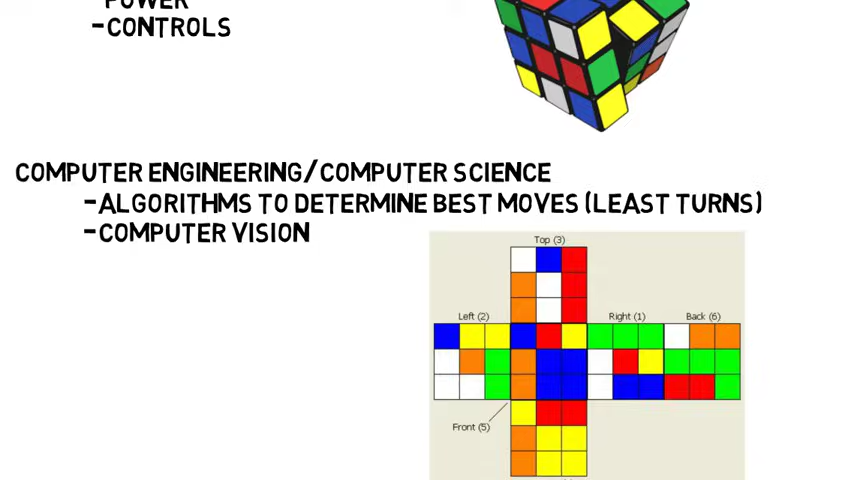 POWER
-CONTROLS
COMPUTER ENGINEERING/COMPUTER SCIENCE
-ALGORITHMS TO DETERMINE BEST MOVES (LEAST TURNS)
-COMPUTER VISION
Top (3)
Left (2)
Right (1)
Back (6)
Front (5)